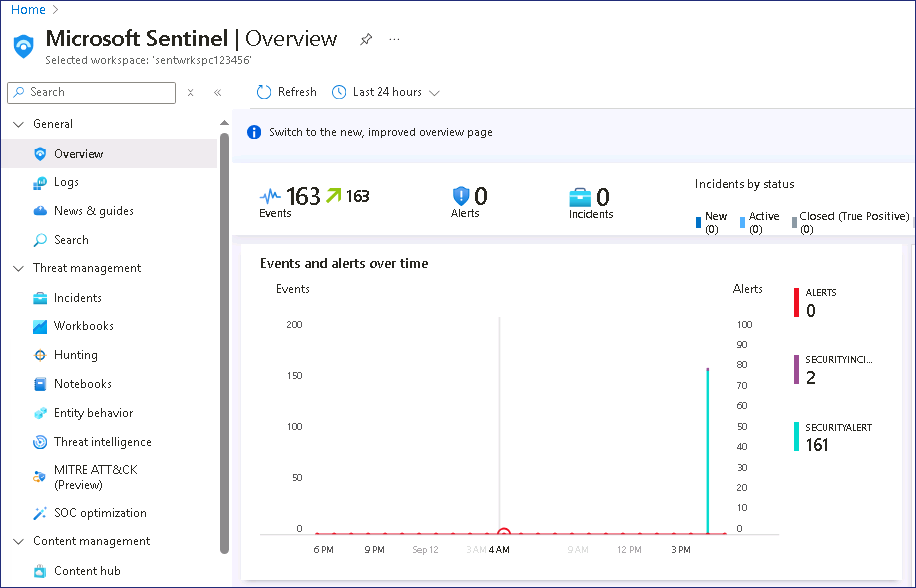 Home
Microsoft Sentinel | Overview
Selected workspace: 'sentwrkspc123456'
Search
Refresh
Last 24 hours
General
Overview
Logs
News & guides
Search
Threat management
Incidents
Workbooks
Hunting
Notebooks
Entity behavior
Threat intelligence
MITRE ATT&CK
(Preview)
SOC optimization
Content management
Content hub
Switch to the new, improved overview page
163 163
Events
0
Alerts
0
Incidents
Incidents by status
New
(0)
Active
(0)
Closed (True Positive)
(0)
Events and alerts over time
Events
Alerts
200
150
100
50
0
100
90
80
70
60
50
40
30
20
10
0
6 PM 9 PM Sep 12 3 AM 4 AM 9 AM 12 PM 3 PM
ALERTS
0
SECURITYINCI...
2
SECURITYALERT
161